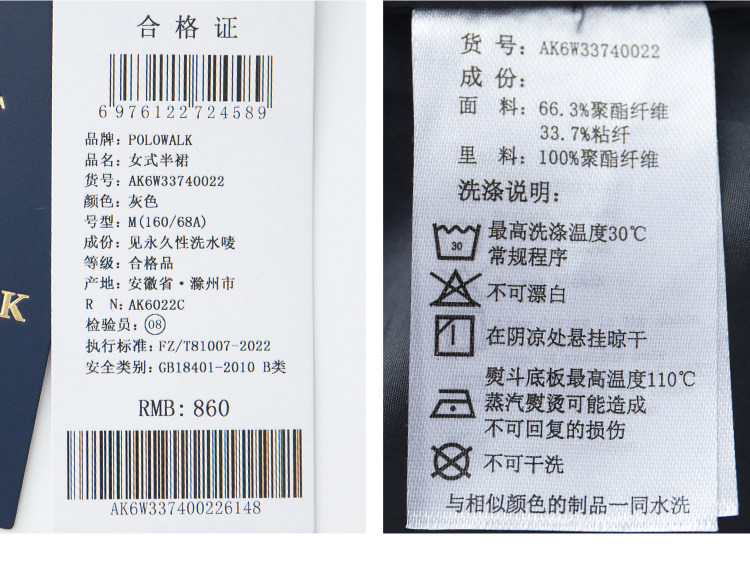 合格证
6 976122 724589
品牌: POLOWALK
品名: 女式半裙
货号: AK6W33740022
颜色: 灰色
号型: M(160/68A)
成份: 见永久性洗水唛
等级: 合格品
产地: 安徽省·滁州市
R N: AK6022C
检验员: 08
执行标准: FZ/T81007-2022
安全类别: GB18401-2010 B类
RMB: 860
AK6W337400226148
K
货号: AK6W33740022
成份:
面料: 66.3%聚酯纤维
33.7%粘纤
里料: 100%聚酯纤维
洗涤说明:
30
最高洗涤温度30℃
常规程序
不可漂白
在阴凉处悬挂晾干
熨斗底板最高温度110℃
蒸汽熨烫可能造成
不可回复的损伤
不可干洗
与相似颜色的制品一同水洗